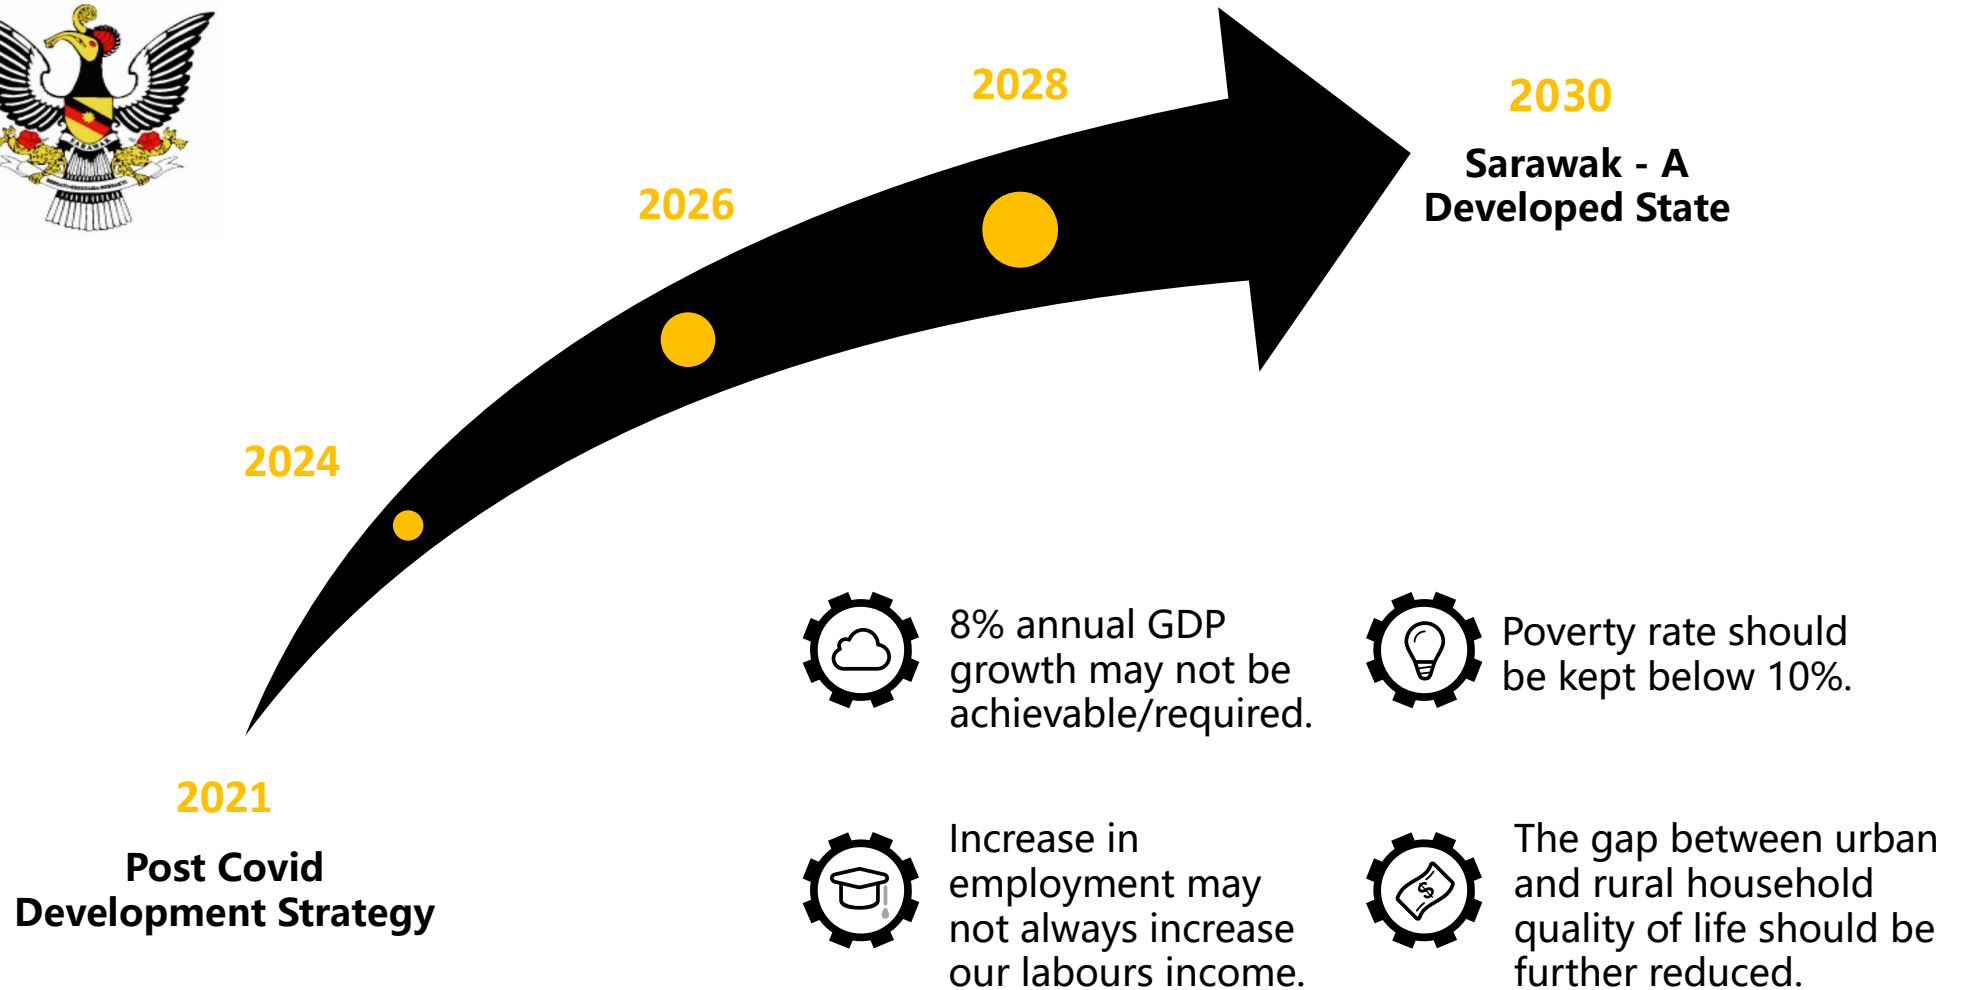 SARAWAK
2028
2030
Sarawak - A
Developed State
2026
2024
2021
Post Covid
Development Strategy
8% annual GDP
growth may not be
achievable/required.
Poverty rate should
be kept below 10%.
Increase in
employment may
not always increase
our labours income.
$
The gap between urban
and rural household
quality of life should be
further reduced.